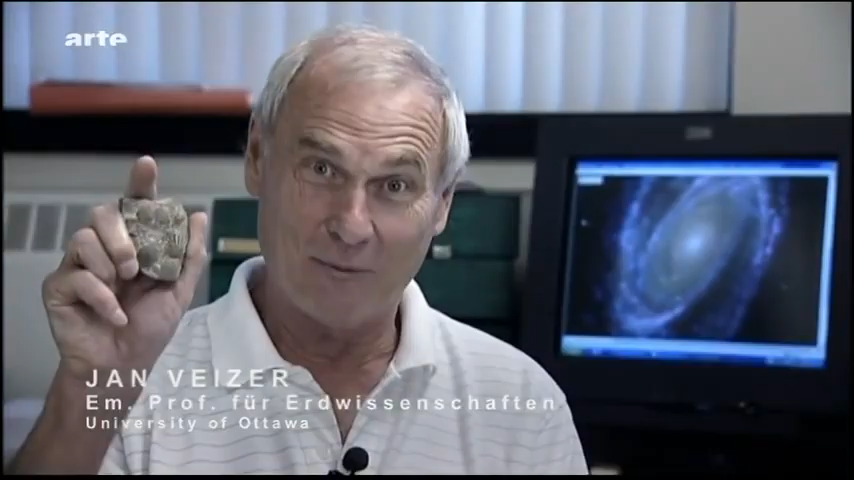 arte
JAN VEIZER
Em. Prof. für Erdwissenschaften
University of Ottawa